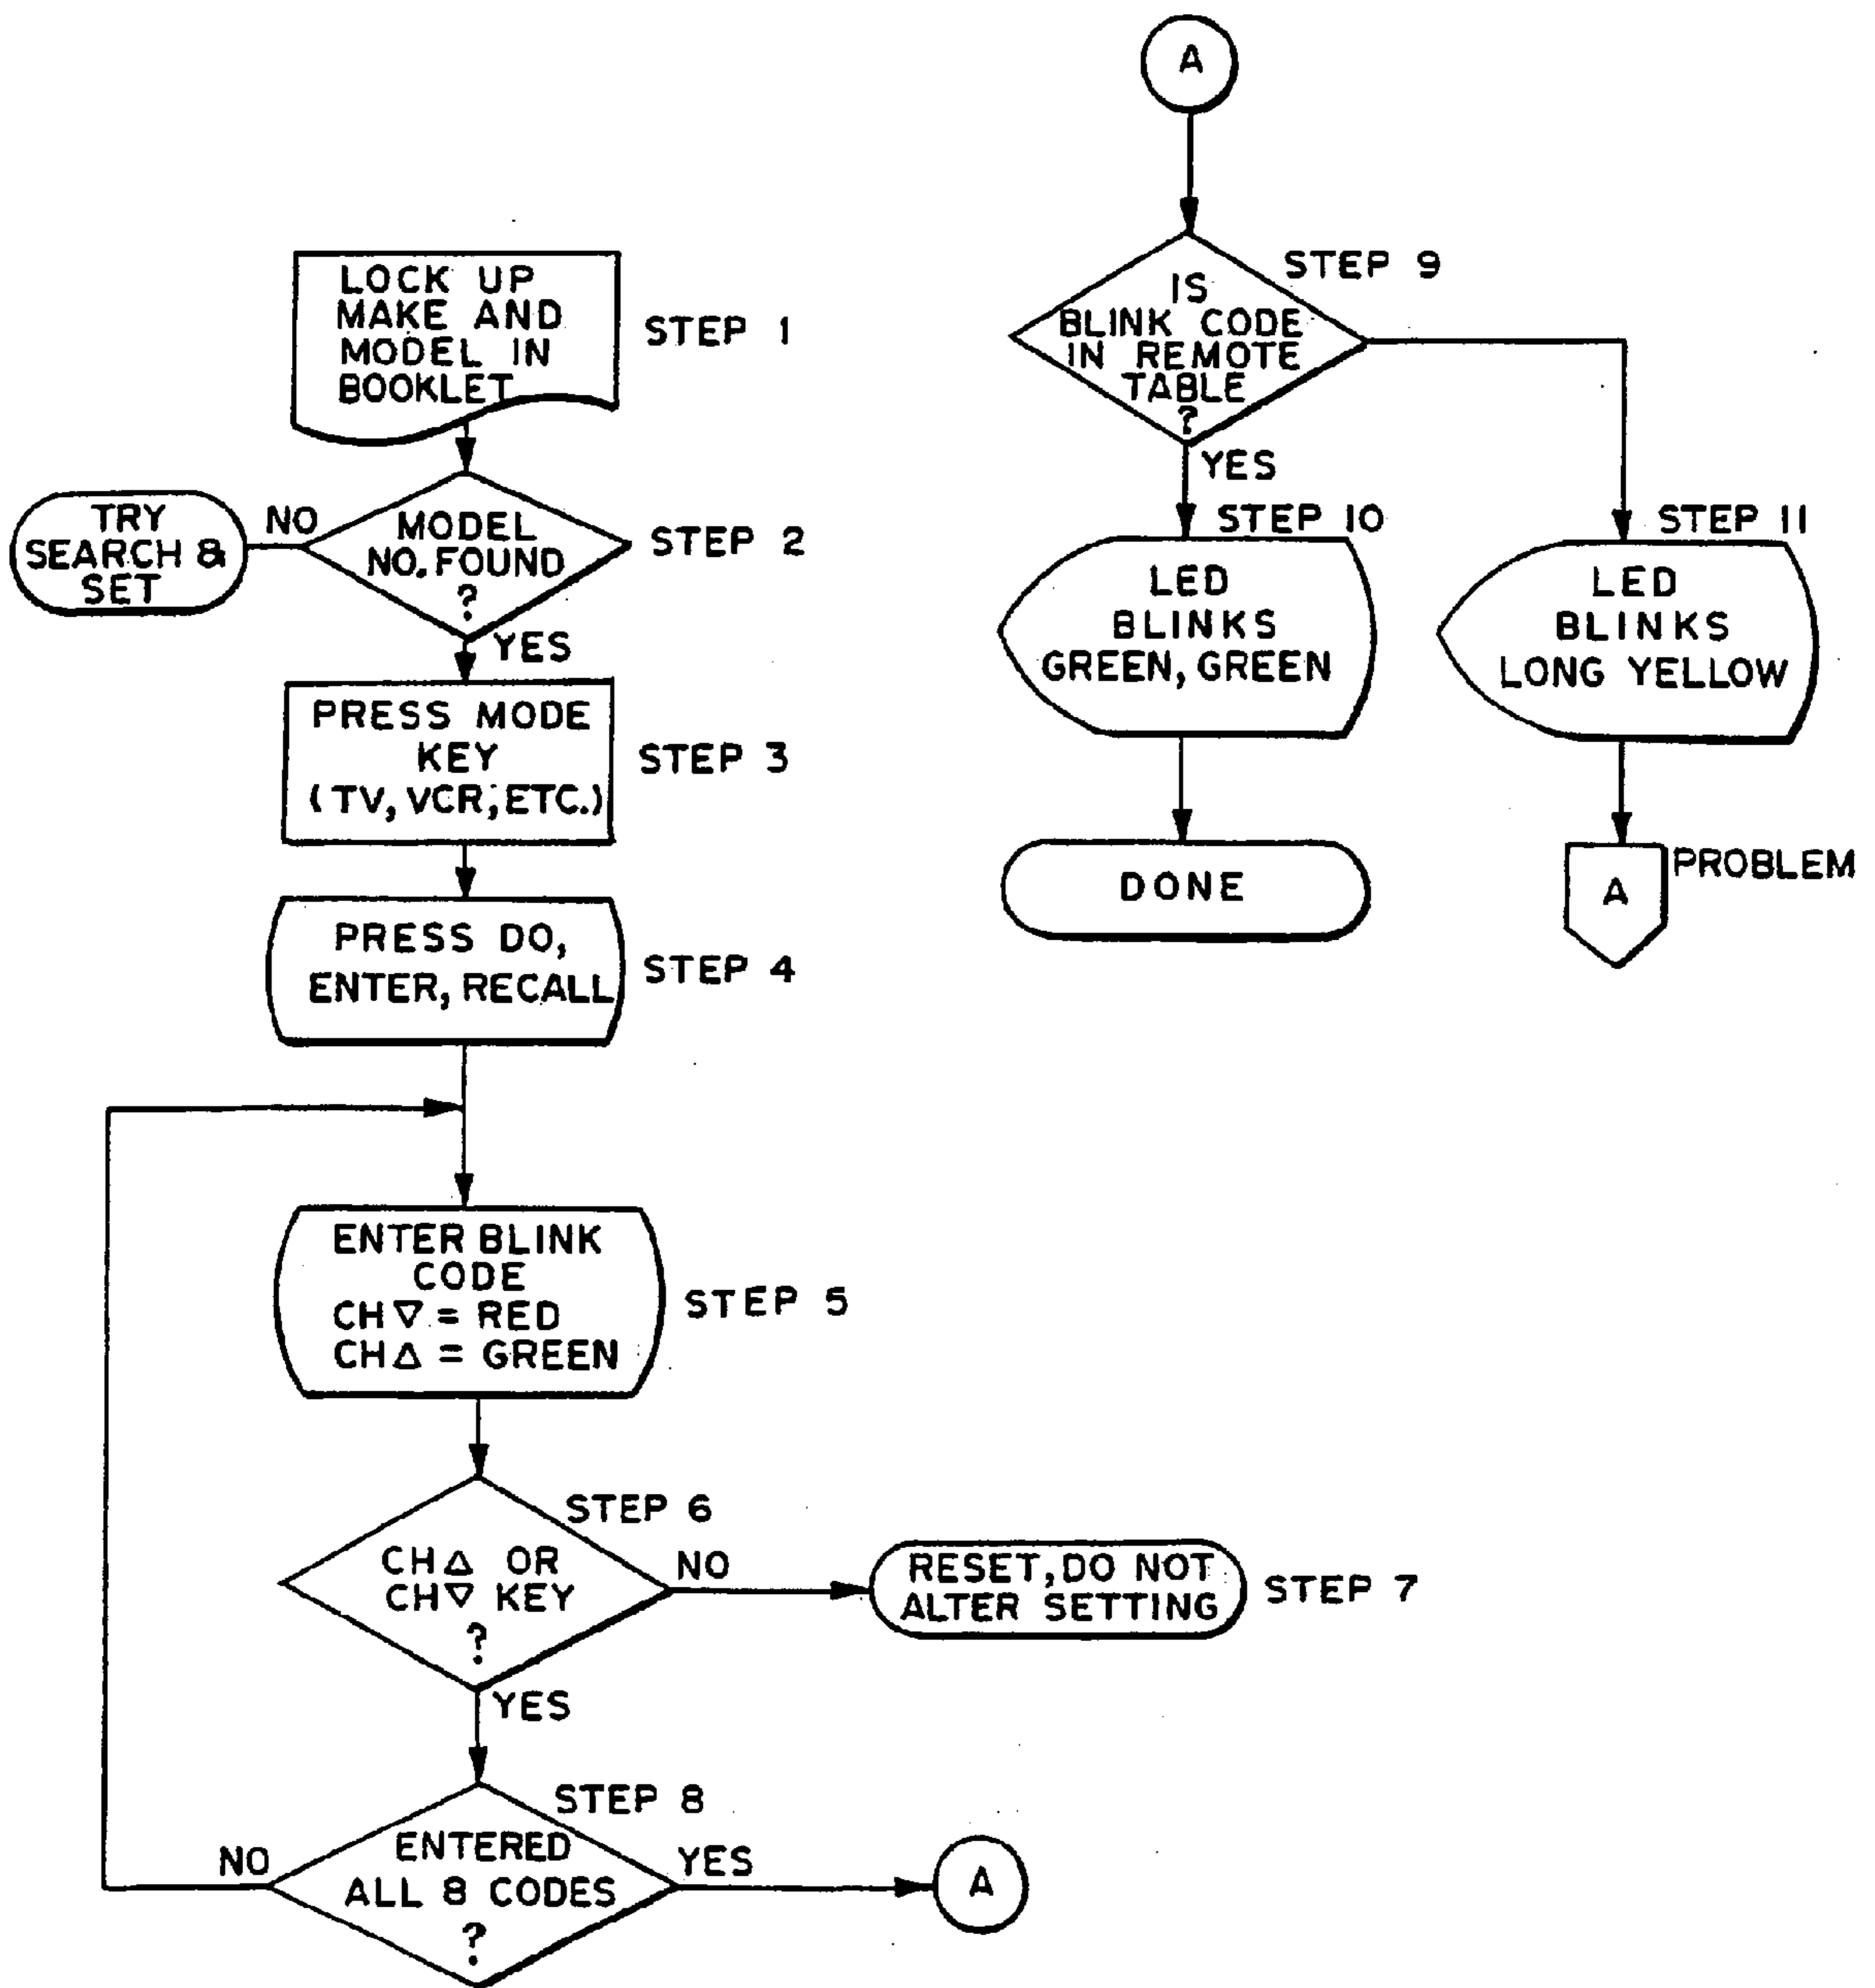 LOCK UP
MAKE AND
MODEL IN
BOOKLET
STEP 1
MODEL
NO. FOUND
?
STEP 2
NO
TRY
SEARCH &
SET
YES
PRESS MODE
KEY
(TV, VCR, ETC.)
STEP 3
PRESS DO,
ENTER, RECALL
STEP 4
ENTER BLINK
CODE
CH▽ = RED
CH△ = GREEN
STEP 5
STEP 6
CH△ OR
CH▽ KEY
?
NO
RESET, DO NOT
ALTER SETTING
STEP 7
YES
STEP 8
ENTERED
ALL 8 CODES
?
NO
YES
A
A
STEP 9
IS
BLINK CODE
IN REMOTE
TABLE
?
YES
STEP 10
LED
BLINKS
GREEN, GREEN
DONE
STEP 11
LED
BLINKS
LONG YELLOW
PROBLEM
A